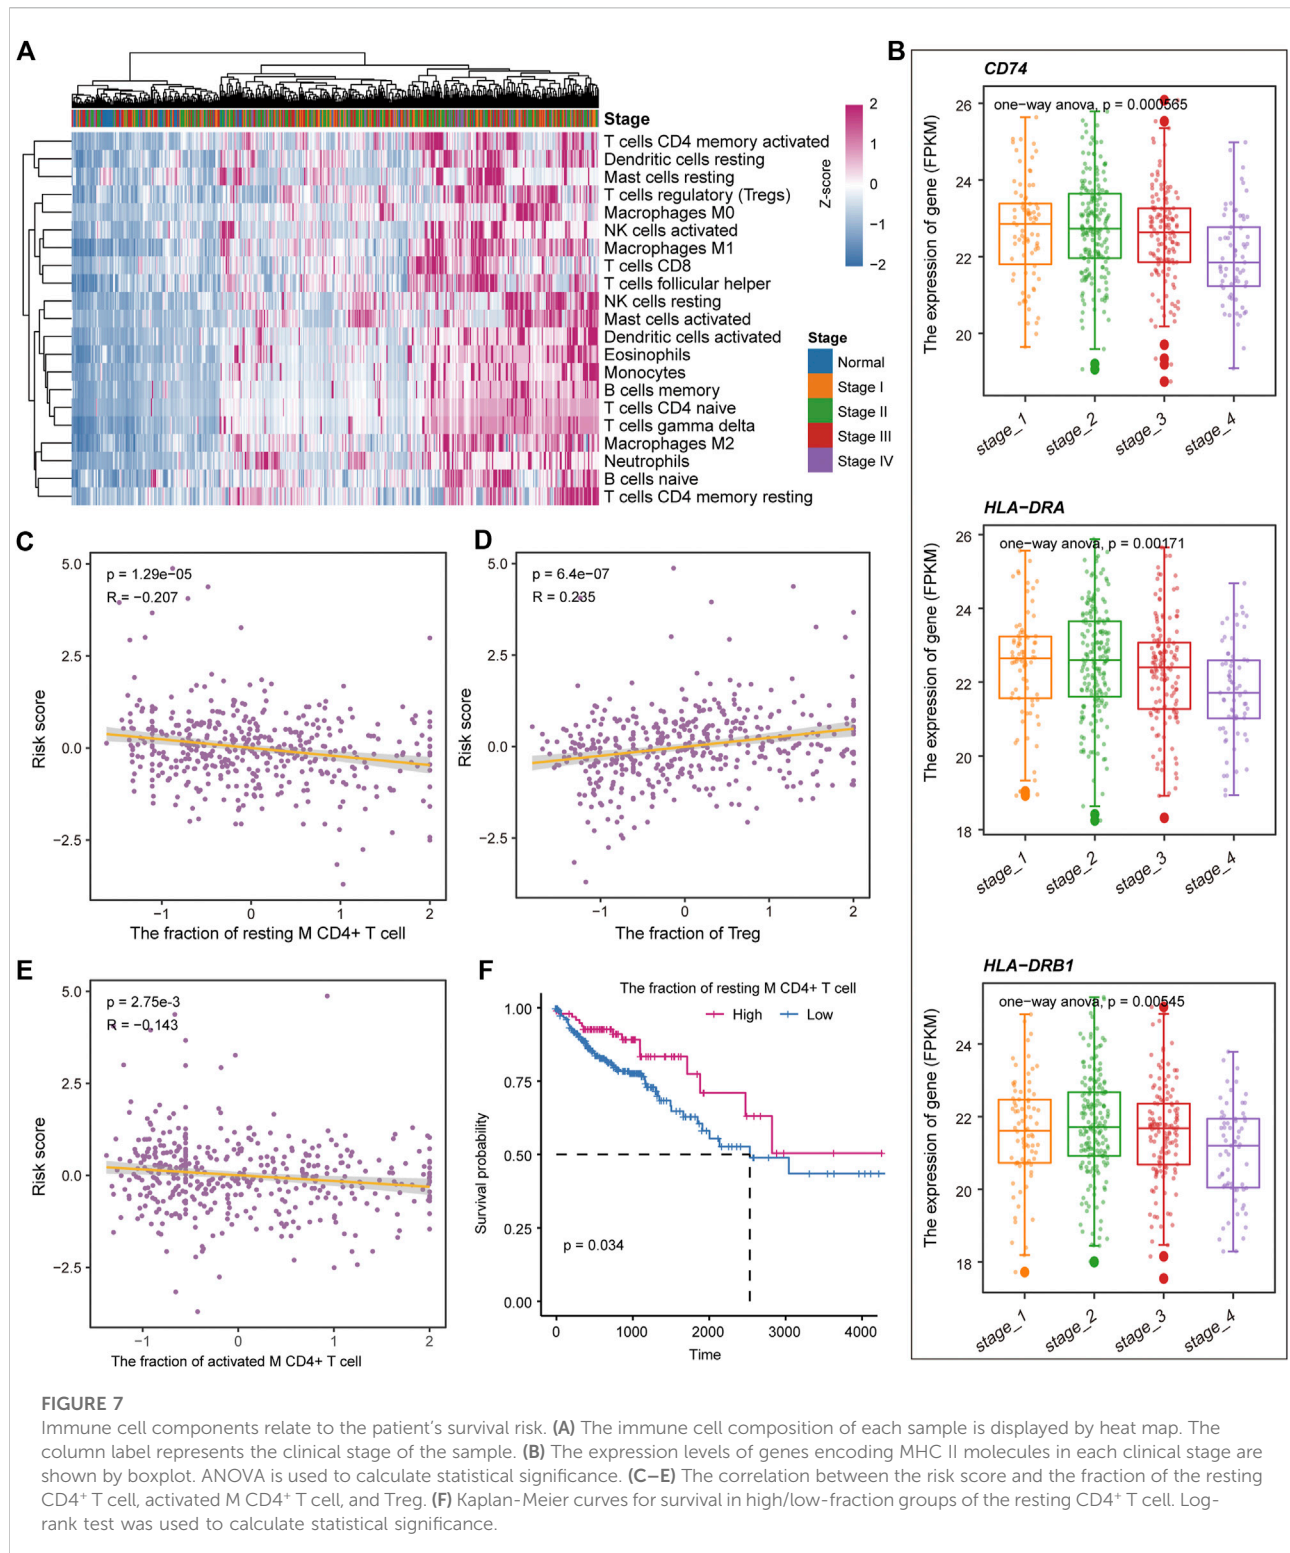 A
Stage
T cells CD4 memory activated
Dendritic cells resting
Mast cells resting
T cells regulatory (Tregs)
Macrophages M0
NK cells activated
Macrophages M1
T cells CD8
T cells follicular helper
NK cells resting
Mast cells activated
Dendritic cells activated
Eosinophils
Monocytes
B cells memory
T cells CD4 naive
T cells gamma delta
Macrophages M2
Neutrophils
B cells naive
T cells CD4 memory resting
2
1
0
−1
−2
Z-score
Stage
Normal
Stage I
Stage II
Stage III
Stage IV
B
CD74
one-way anova, p = 0.000565
The expression of gene (FPKM)
26
24
22
20
stage_1
stage_2
stage_3
stage_4
HLA−DRA
one-way anova, p = 0.00171
The expression of gene (FPKM)
26
24
22
20
18
stage_1
stage_2
stage_3
stage_4
HLA−DRB1
one-way anova, p = 0.00545
The expression of gene (FPKM)
24
22
20
18
stage_1
stage_2
stage_3
stage_4
C
p = 1.29e−05
R = −0.207
Risk score
5.0
2.5
0.0
−2.5
−1
0
1
2
The fraction of resting M CD4+ T cell
D
p = 6.4e−07
R = 0.235
Risk score
5.0
2.5
0.0
−2.5
−1
0
1
2
The fraction of Treg
E
p = 2.75e-3
R = −0.143
Risk score
5.0
2.5
0.0
−2.5
−1
0
1
2
The fraction of activated M CD4+ T cell
F
The fraction of resting M CD4+ T cell
High
Low
Survival probability
1.00
0.75
0.50
0.25
0.00
p = 0.034
0
1000
2000
3000
4000
Time
FIGURE 7
Immune cell components relate to the patient's survival risk. (A) The immune cell composition of each sample is displayed by heat map. The
column label represents the clinical stage of the sample. (B) The expression levels of genes encoding MHC II molecules in each clinical stage are
shown by boxplot. ANOVA is used to calculate statistical significance. (C–E) The correlation between the risk score and the fraction of the resting
CD4⁺ T cell, activated M CD4⁺ T cell, and Treg. (F) Kaplan-Meier curves for survival in high/low-fraction groups of the resting CD4⁺ T cell. Log-
rank test was used to calculate statistical significance.